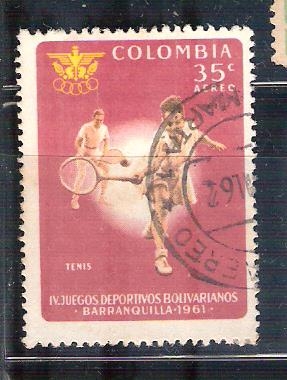 COLOMBIA
35c
AEREO
TENIS
IV. JUEGOS DEPORTIVOS BOLIVARIANOS
·BARRANQUILLA·1961·